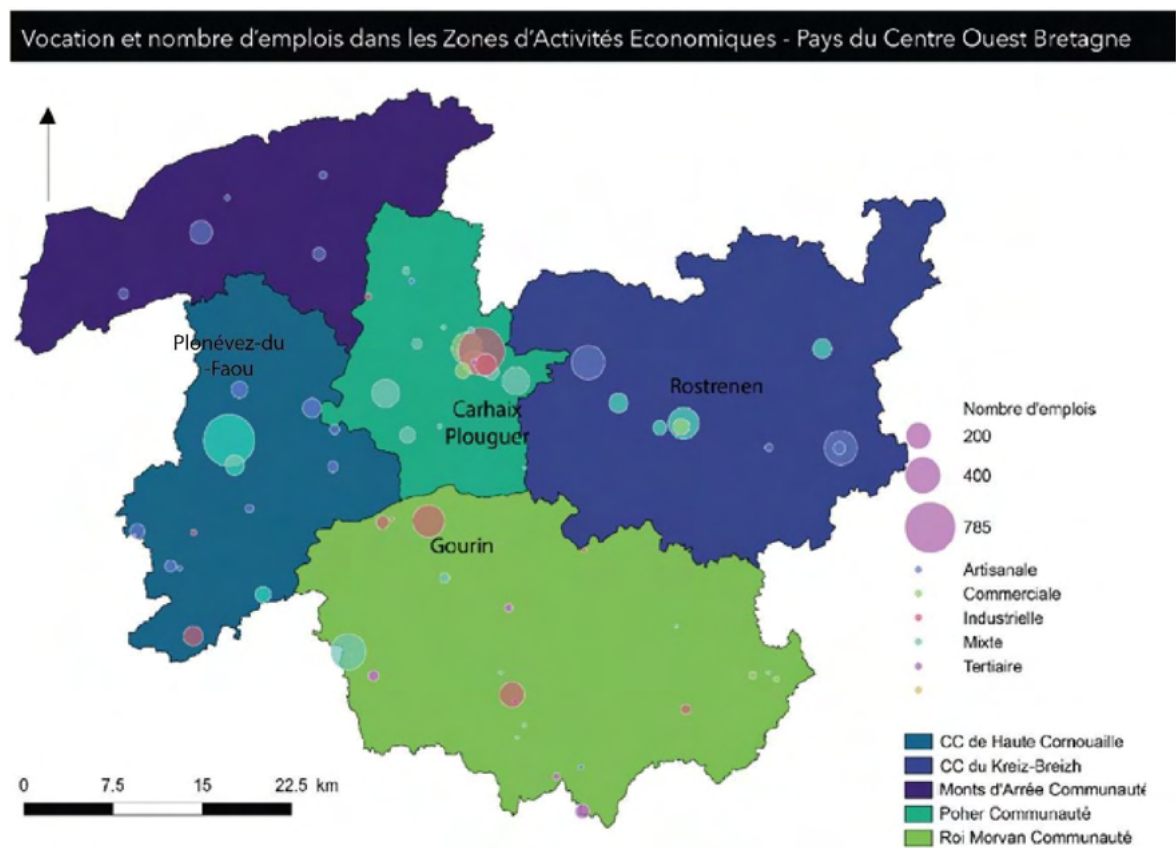 Vocation et nombre d'emplois dans les Zones d'Activités Economiques - Pays du Centre Ouest Bretagne
Plonévez-du
-Faou
Carhaix
Plouguer
Rostrenen
Gourin
Nombre d'emplois
200
400
785
Artisanale
Commerciale
Industrielle
Mixte
Tertiaire
CC de Haute Cornouaille
CC du Kreiz-Breizh
Monts d'Arrée Communauté
Poher Communauté
Roi Morvan Communauté
0 7.5 15 22.5 km